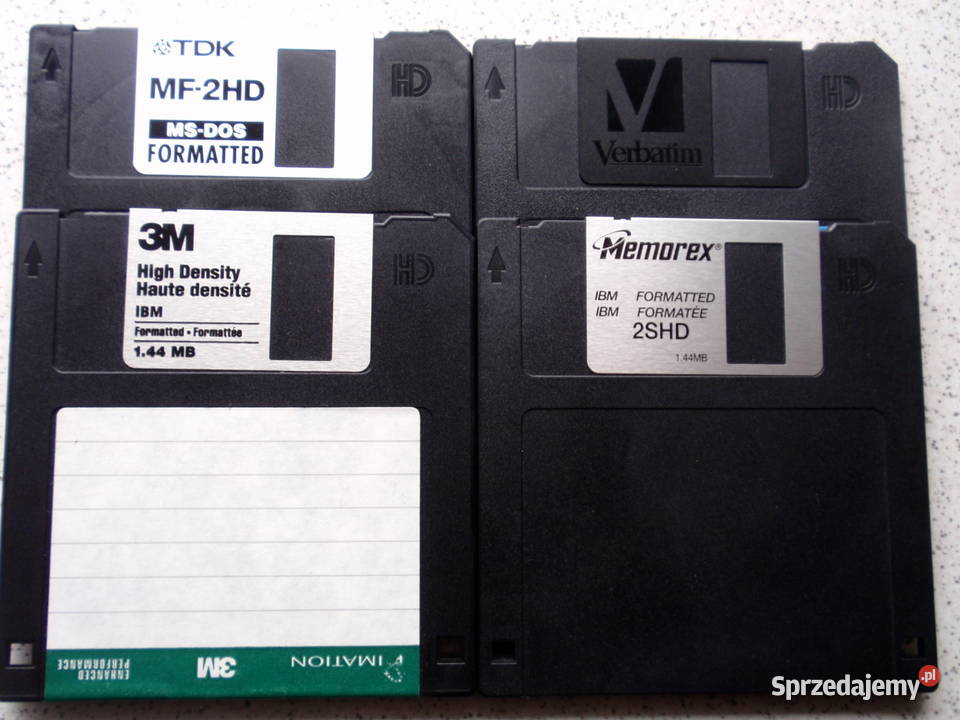 TDK
MF-2HD
MS-DOS
FORMATTED
HD
V
Verbatim
HD
3M
High Density
Haute densité
IBM
Formatted • Formattée
1.44 MB
HD
Memorex®
IBM FORMATTED
IBM FORMATÉE
2SHD
1.44MB
HD
IMATION
3M
ENHANCED
PERFORMANCE
Sprzedajemy.pl